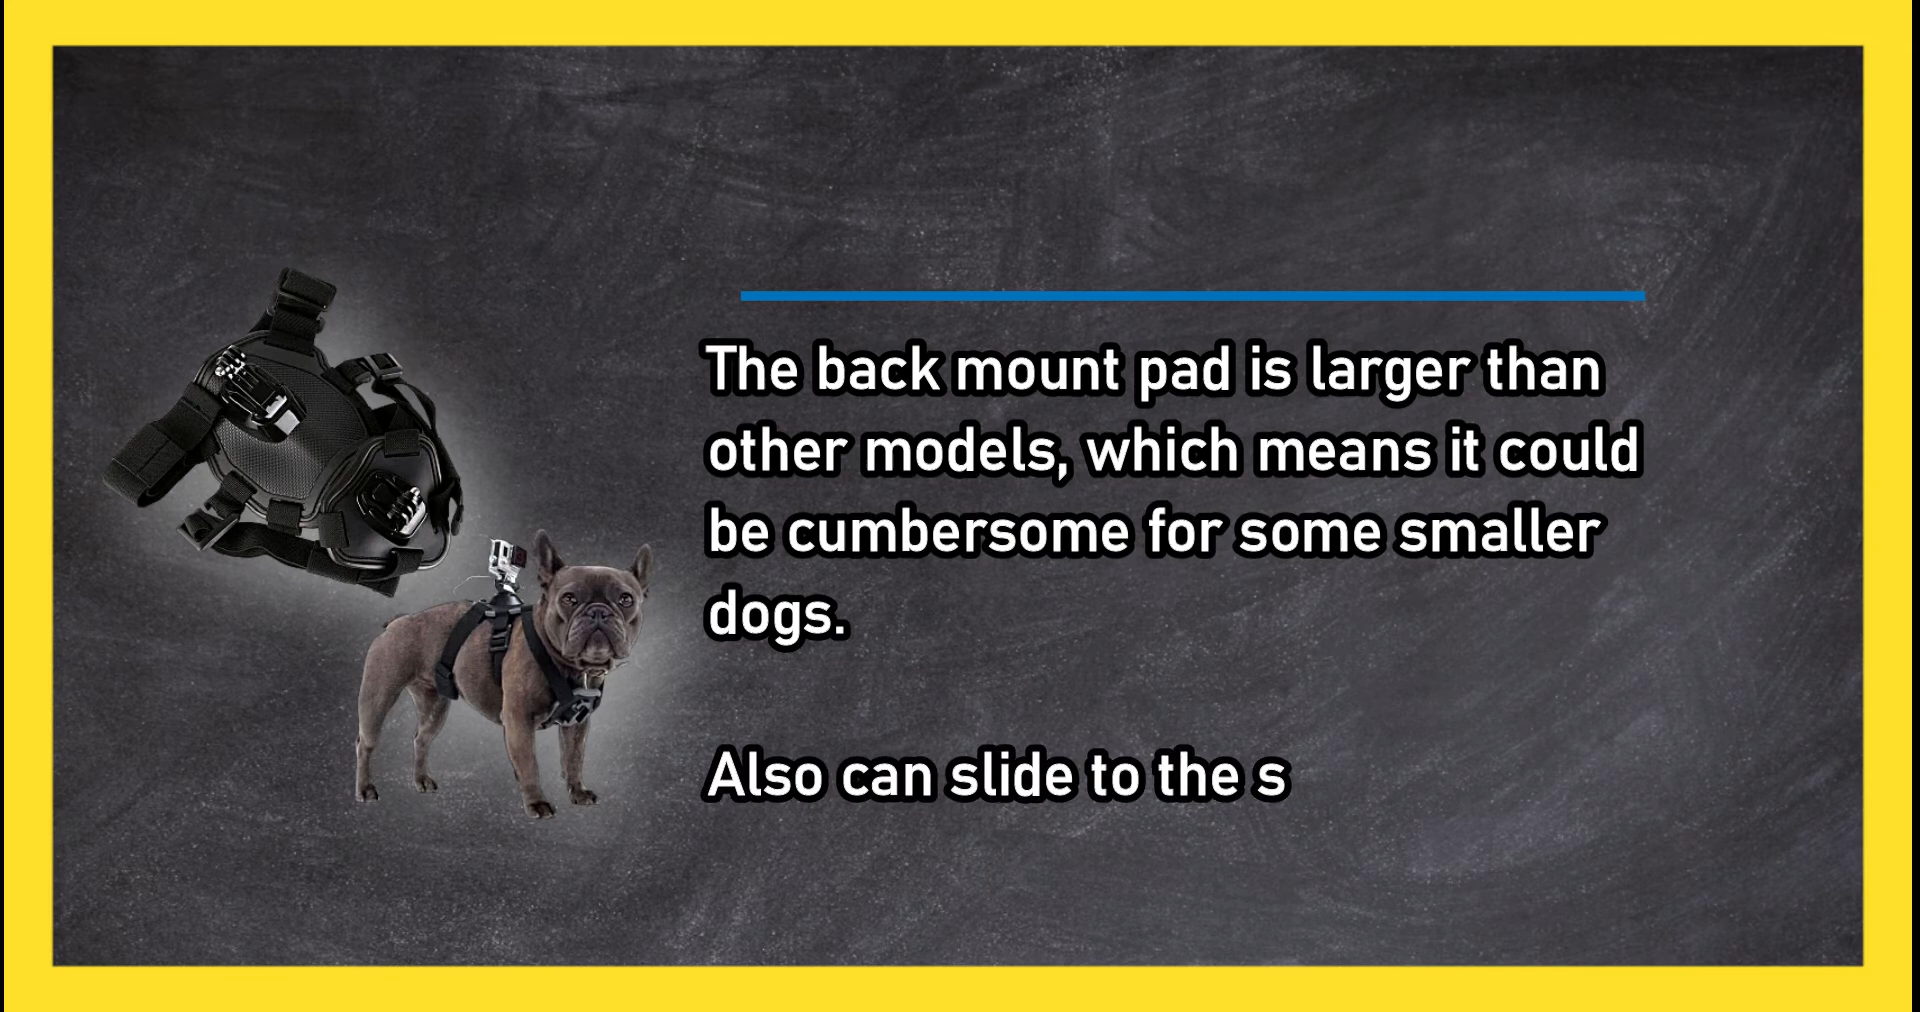 The back mount pad is larger than
other models, which means it could
be cumbersome for some smaller
dogs.
Also can slide to the s